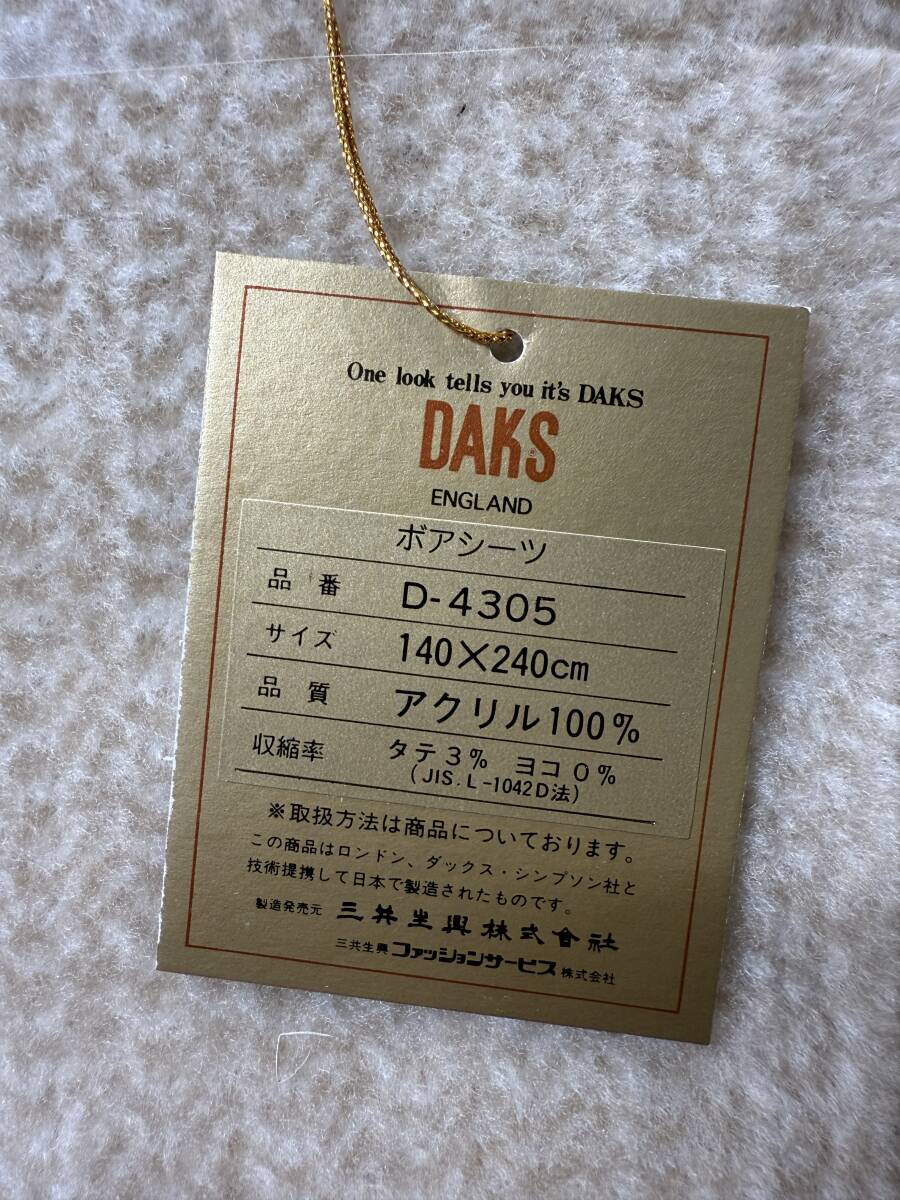 One look tells you it's DAKS
DAKS
ENGLAND
ボアシーツ
品番 D-4305
サイズ 140×240cm
品質 アクリル100%
収縮率 タテ3% ヨコ0%
(JIS.L-1042D法)
※取扱方法は商品についております。
この商品はロンドン、ダックス・シンプソン社と
技術提携して日本で製造されたものです。
製造発売元 三共生興株式会社
三共生興ファッションサービス株式会社